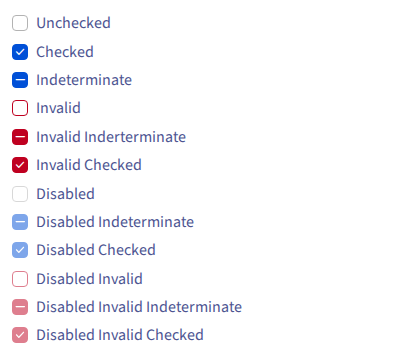 Unchecked
Checked
Indeterminate
Invalid
Invalid Inderterminate
Invalid Checked
Disabled
Disabled Indeterminate
Disabled Checked
Disabled Invalid
Disabled Invalid Indeterminate
Disabled Invalid Checked